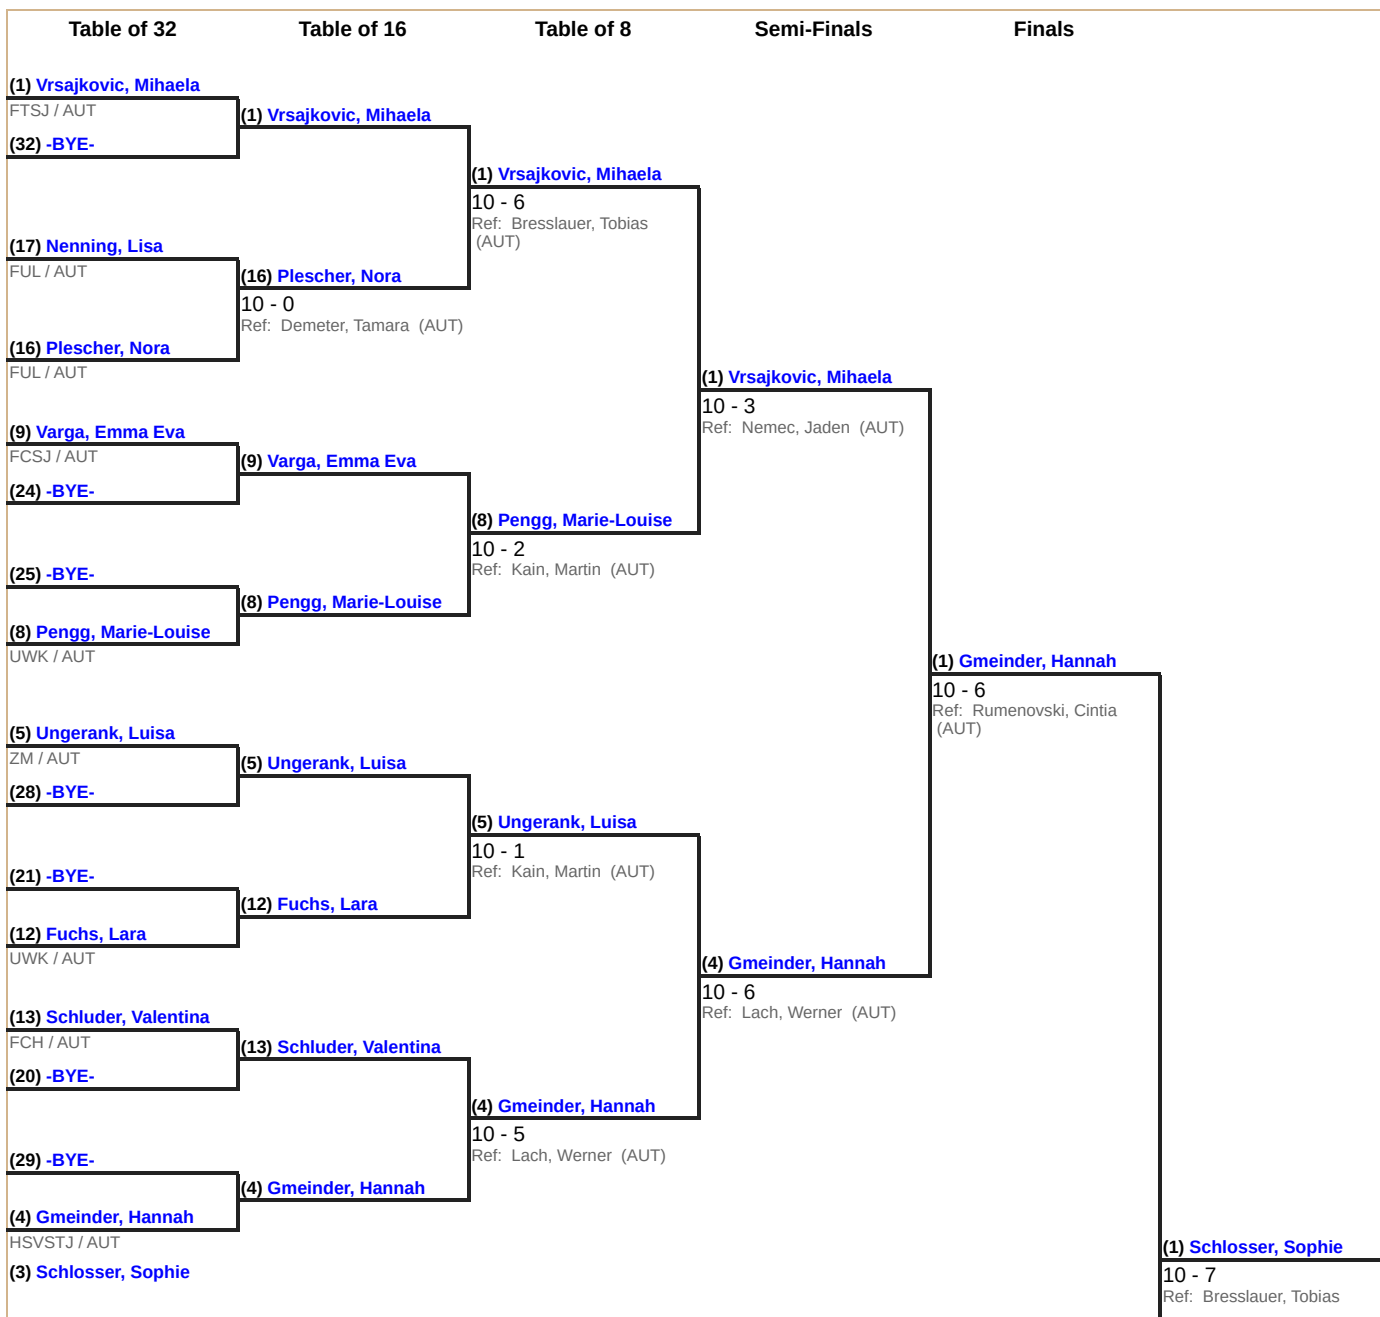 Table of 32
Table of 16
Table of 8
Semi-Finals
Finals
(1) Vrsajkovic, Mihaela
FTSJ / AUT
(32) -BYE-
(17) Nenning, Lisa
FUL / AUT
(16) Plescher, Nora
FUL / AUT
(9) Varga, Emma Eva
FCSJ / AUT
(24) -BYE-
(25) -BYE-
(8) Pengg, Marie-Louise
UWK / AUT
(5) Ungerank, Luisa
ZM / AUT
(28) -BYE-
(21) -BYE-
(12) Fuchs, Lara
UWK / AUT
(13) Schluder, Valentina
FCH / AUT
(20) -BYE-
(29) -BYE-
(4) Gmeinder, Hannah
HSVSTJ / AUT
(3) Schlosser, Sophie
(1) Vrsajkovic, Mihaela
(16) Plescher, Nora
10 - 0
Ref: Demeter, Tamara (AUT)
(9) Varga, Emma Eva
(8) Pengg, Marie-Louise
(5) Ungerank, Luisa
(12) Fuchs, Lara
(13) Schluder, Valentina
(4) Gmeinder, Hannah
(1) Vrsajkovic, Mihaela
10 - 6
Ref: Bresslauer, Tobias
(AUT)
(8) Pengg, Marie-Louise
10 - 2
Ref: Kain, Martin (AUT)
(5) Ungerank, Luisa
10 - 1
Ref: Kain, Martin (AUT)
(4) Gmeinder, Hannah
10 - 5
Ref: Lach, Werner (AUT)
(1) Vrsajkovic, Mihaela
10 - 3
Ref: Nemec, Jaden (AUT)
(4) Gmeinder, Hannah
10 - 6
Ref: Lach, Werner (AUT)
(1) Gmeinder, Hannah
10 - 6
Ref: Rumenovski, Cintia
(AUT)
(1) Schlosser, Sophie
10 - 7
Ref: Bresslauer, Tobias